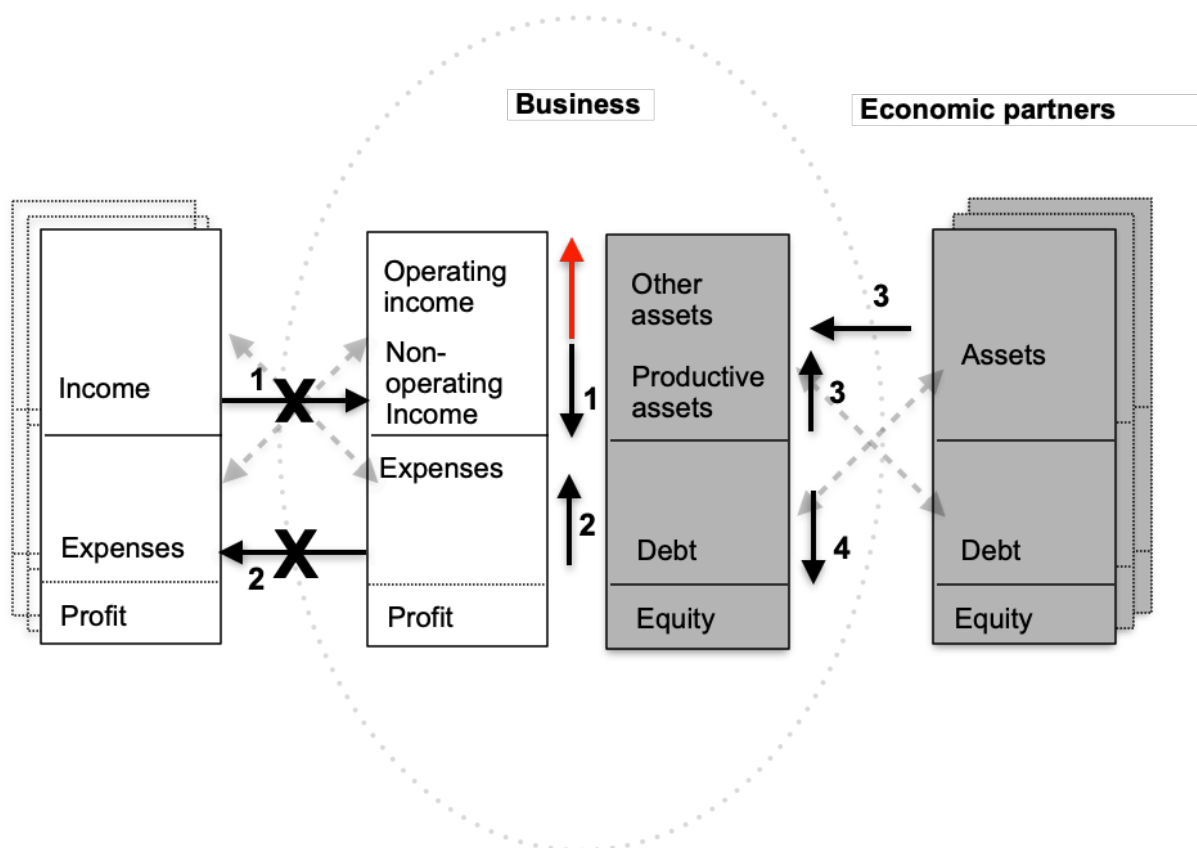 Business
Economic partners
Income
Expenses
Profit
1
2
Operating
income
Non-
operating
Income
Expenses
Profit
1
2
Other
assets
Productive
assets
Debt
Equity
3
3
4
Assets
Debt
Equity